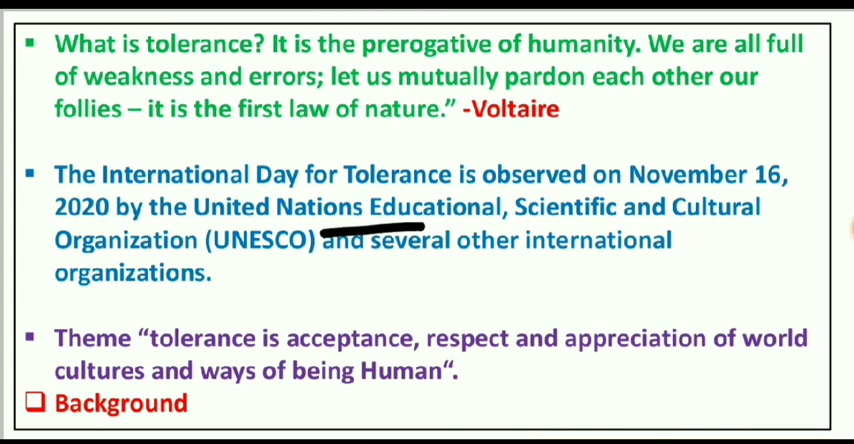 ▪ What is tolerance? It is the prerogative of humanity. We are all full
of weakness and errors; let us mutually pardon each other our
follies – it is the first law of nature.” -Voltaire
▪ The International Day for Tolerance is observed on November 16,
2020 by the United Nations Educational, Scientific and Cultural
Organization (UNESCO) and several other international
organizations.
▪ Theme “tolerance is acceptance, respect and appreciation of world
cultures and ways of being Human“.
❑ Background